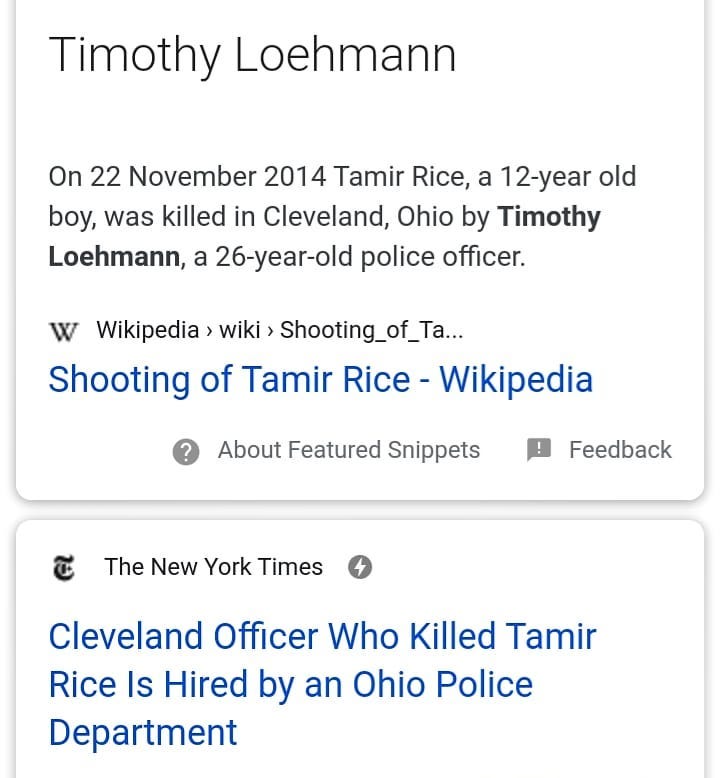 Timothy Loehmann
On 22 November 2014 Tamir Rice, a 12-year old
boy, was killed in Cleveland, Ohio by Timothy
Loehmann, a 26-year-old police officer.
W Wikipedia › wiki › Shooting_of_Ta...
Shooting of Tamir Rice - Wikipedia
? About Featured Snippets ! Feedback
T The New York Times
Cleveland Officer Who Killed Tamir
Rice Is Hired by an Ohio Police
Department